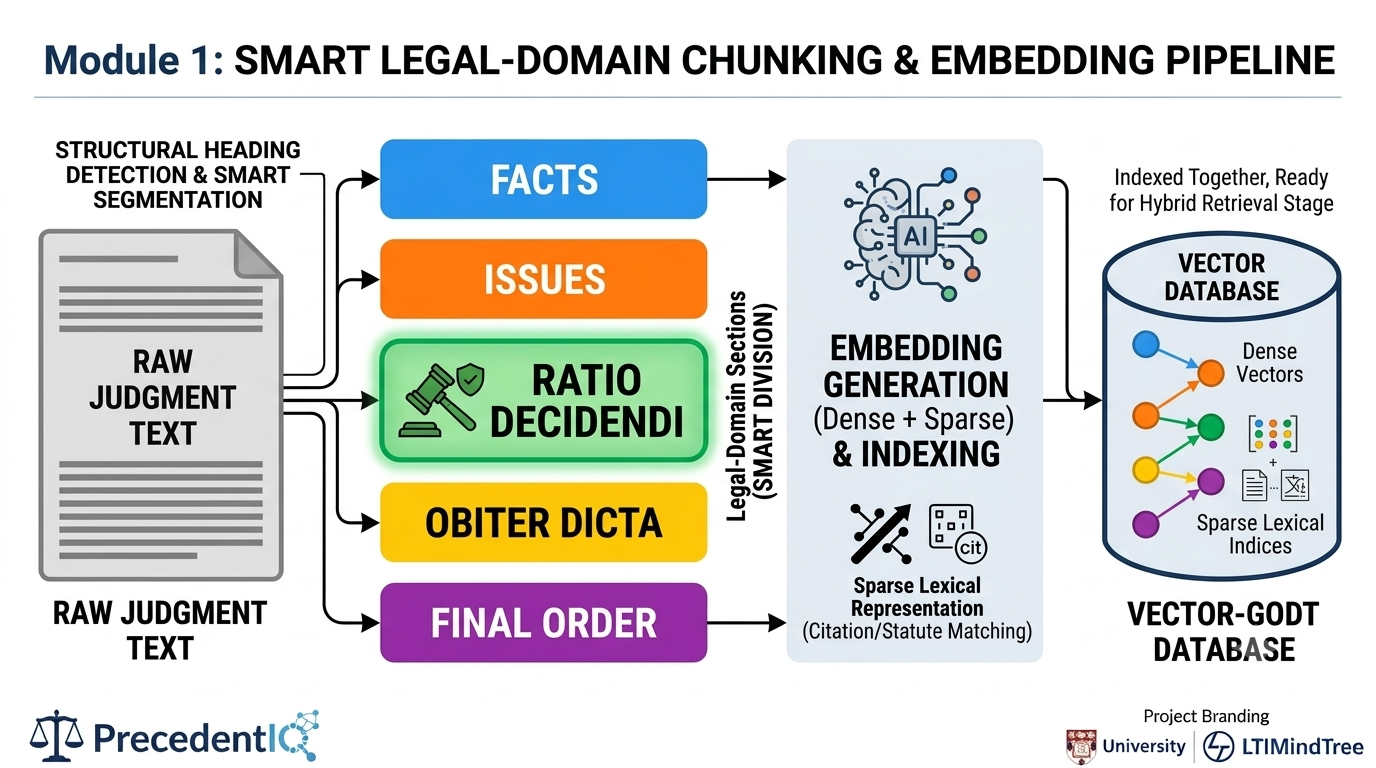 Module 1: SMART LEGAL-DOMAIN CHUNKING & EMBEDDING PIPELINE
STRUCTURAL HEADING
DETECTION & SMART
SEGMENTATION
RAW
JUDGMENT
TEXT
RAW JUDGMENT
TEXT
FACTS
ISSUES
RATIO
DECIDENDI
OBITER DICTA
FINAL ORDER
Legal-Domain Sections
(SMART DIVISION)
AI
EMBEDDING
GENERATION
(Dense + Sparse)
& INDEXING
cit
Sparse Lexical
Representation
(Citation/Statute Matching)
Indexed Together, Ready
for Hybrid Retrieval Stage
VECTOR
DATABASE
Dense
Vectors
+
Sparse Lexical
Indices
VECTOR-GODT
DATABASE
PrecedentIQ
Project Branding
University
LTIMindTree